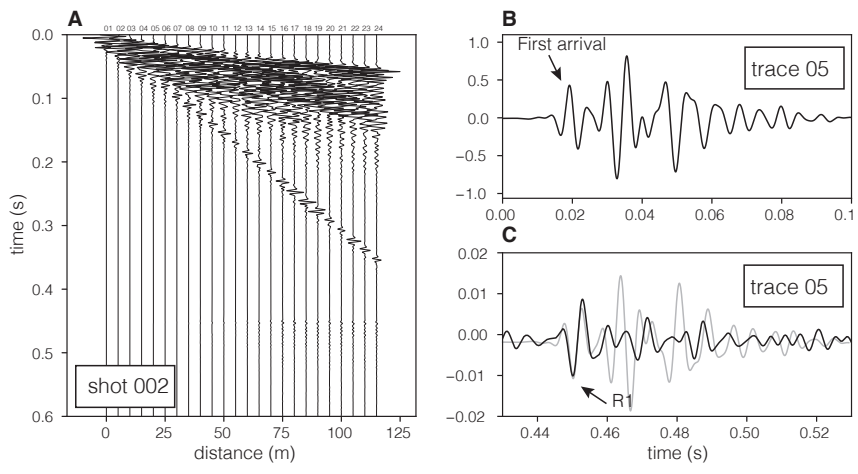 A
01 02 03 04 05 06 07 08 09 10 11 12 13 14 15 16 17 18 19 20 21 22 23 24
0.0
0.1
0.2
0.3
0.4
0.5
0.6
time (s)
shot 002
0 25 50 75 100 125
distance (m)
B
First arrival
trace 05
1.0
0.5
0.0
−0.5
−1.0
0.00 0.02 0.04 0.06 0.08 0.1
C
trace 05
0.02
0.01
0.00
−0.01
−0.02
R1
0.44 0.46 0.48 0.50 0.52
time (s)